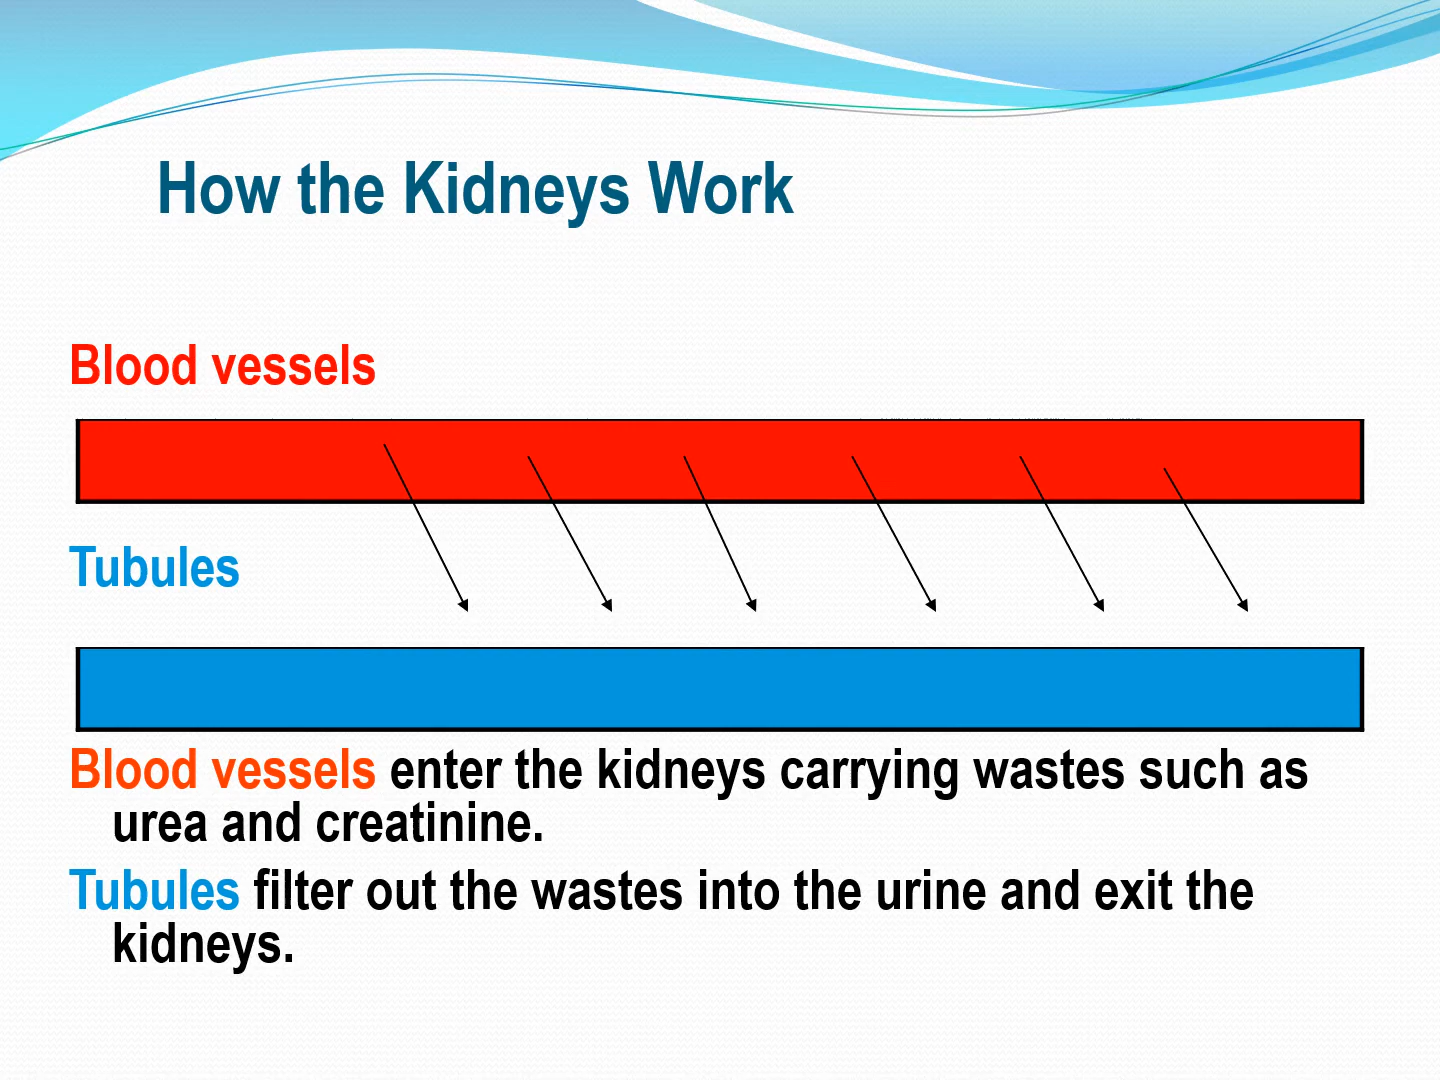 How the Kidneys Work
Blood vessels
Tubules
Blood vessels enter the kidneys carrying wastes such as
urea and creatinine.
Tubules filter out the wastes into the urine and exit the
kidneys.